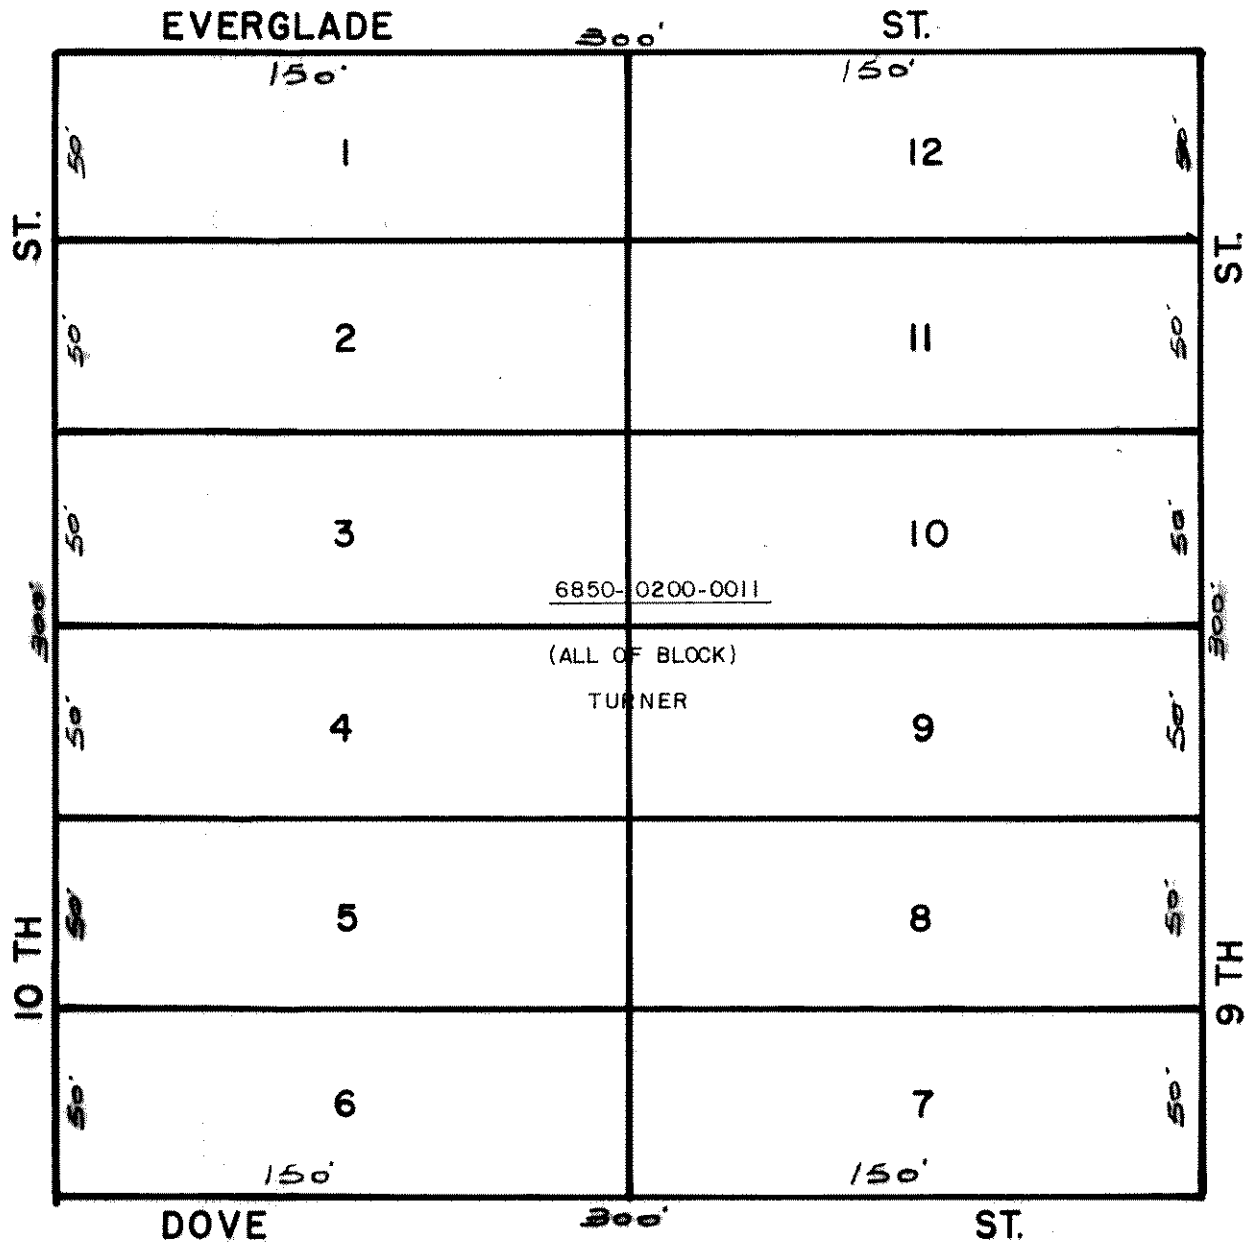 EVERGLADE 300' ST.
150' 150'
50' 1 12 50'
ST. ST.
50' 2 11 50'
50' 3 10 50'
6850-0200-0011
300' 300'
(ALL OF BLOCK)
TURNER
50' 4 9 50'
50' 5 8 50'
10 TH 9 TH
50' 6 7 50'
150' 150'
DOVE 300' ST.